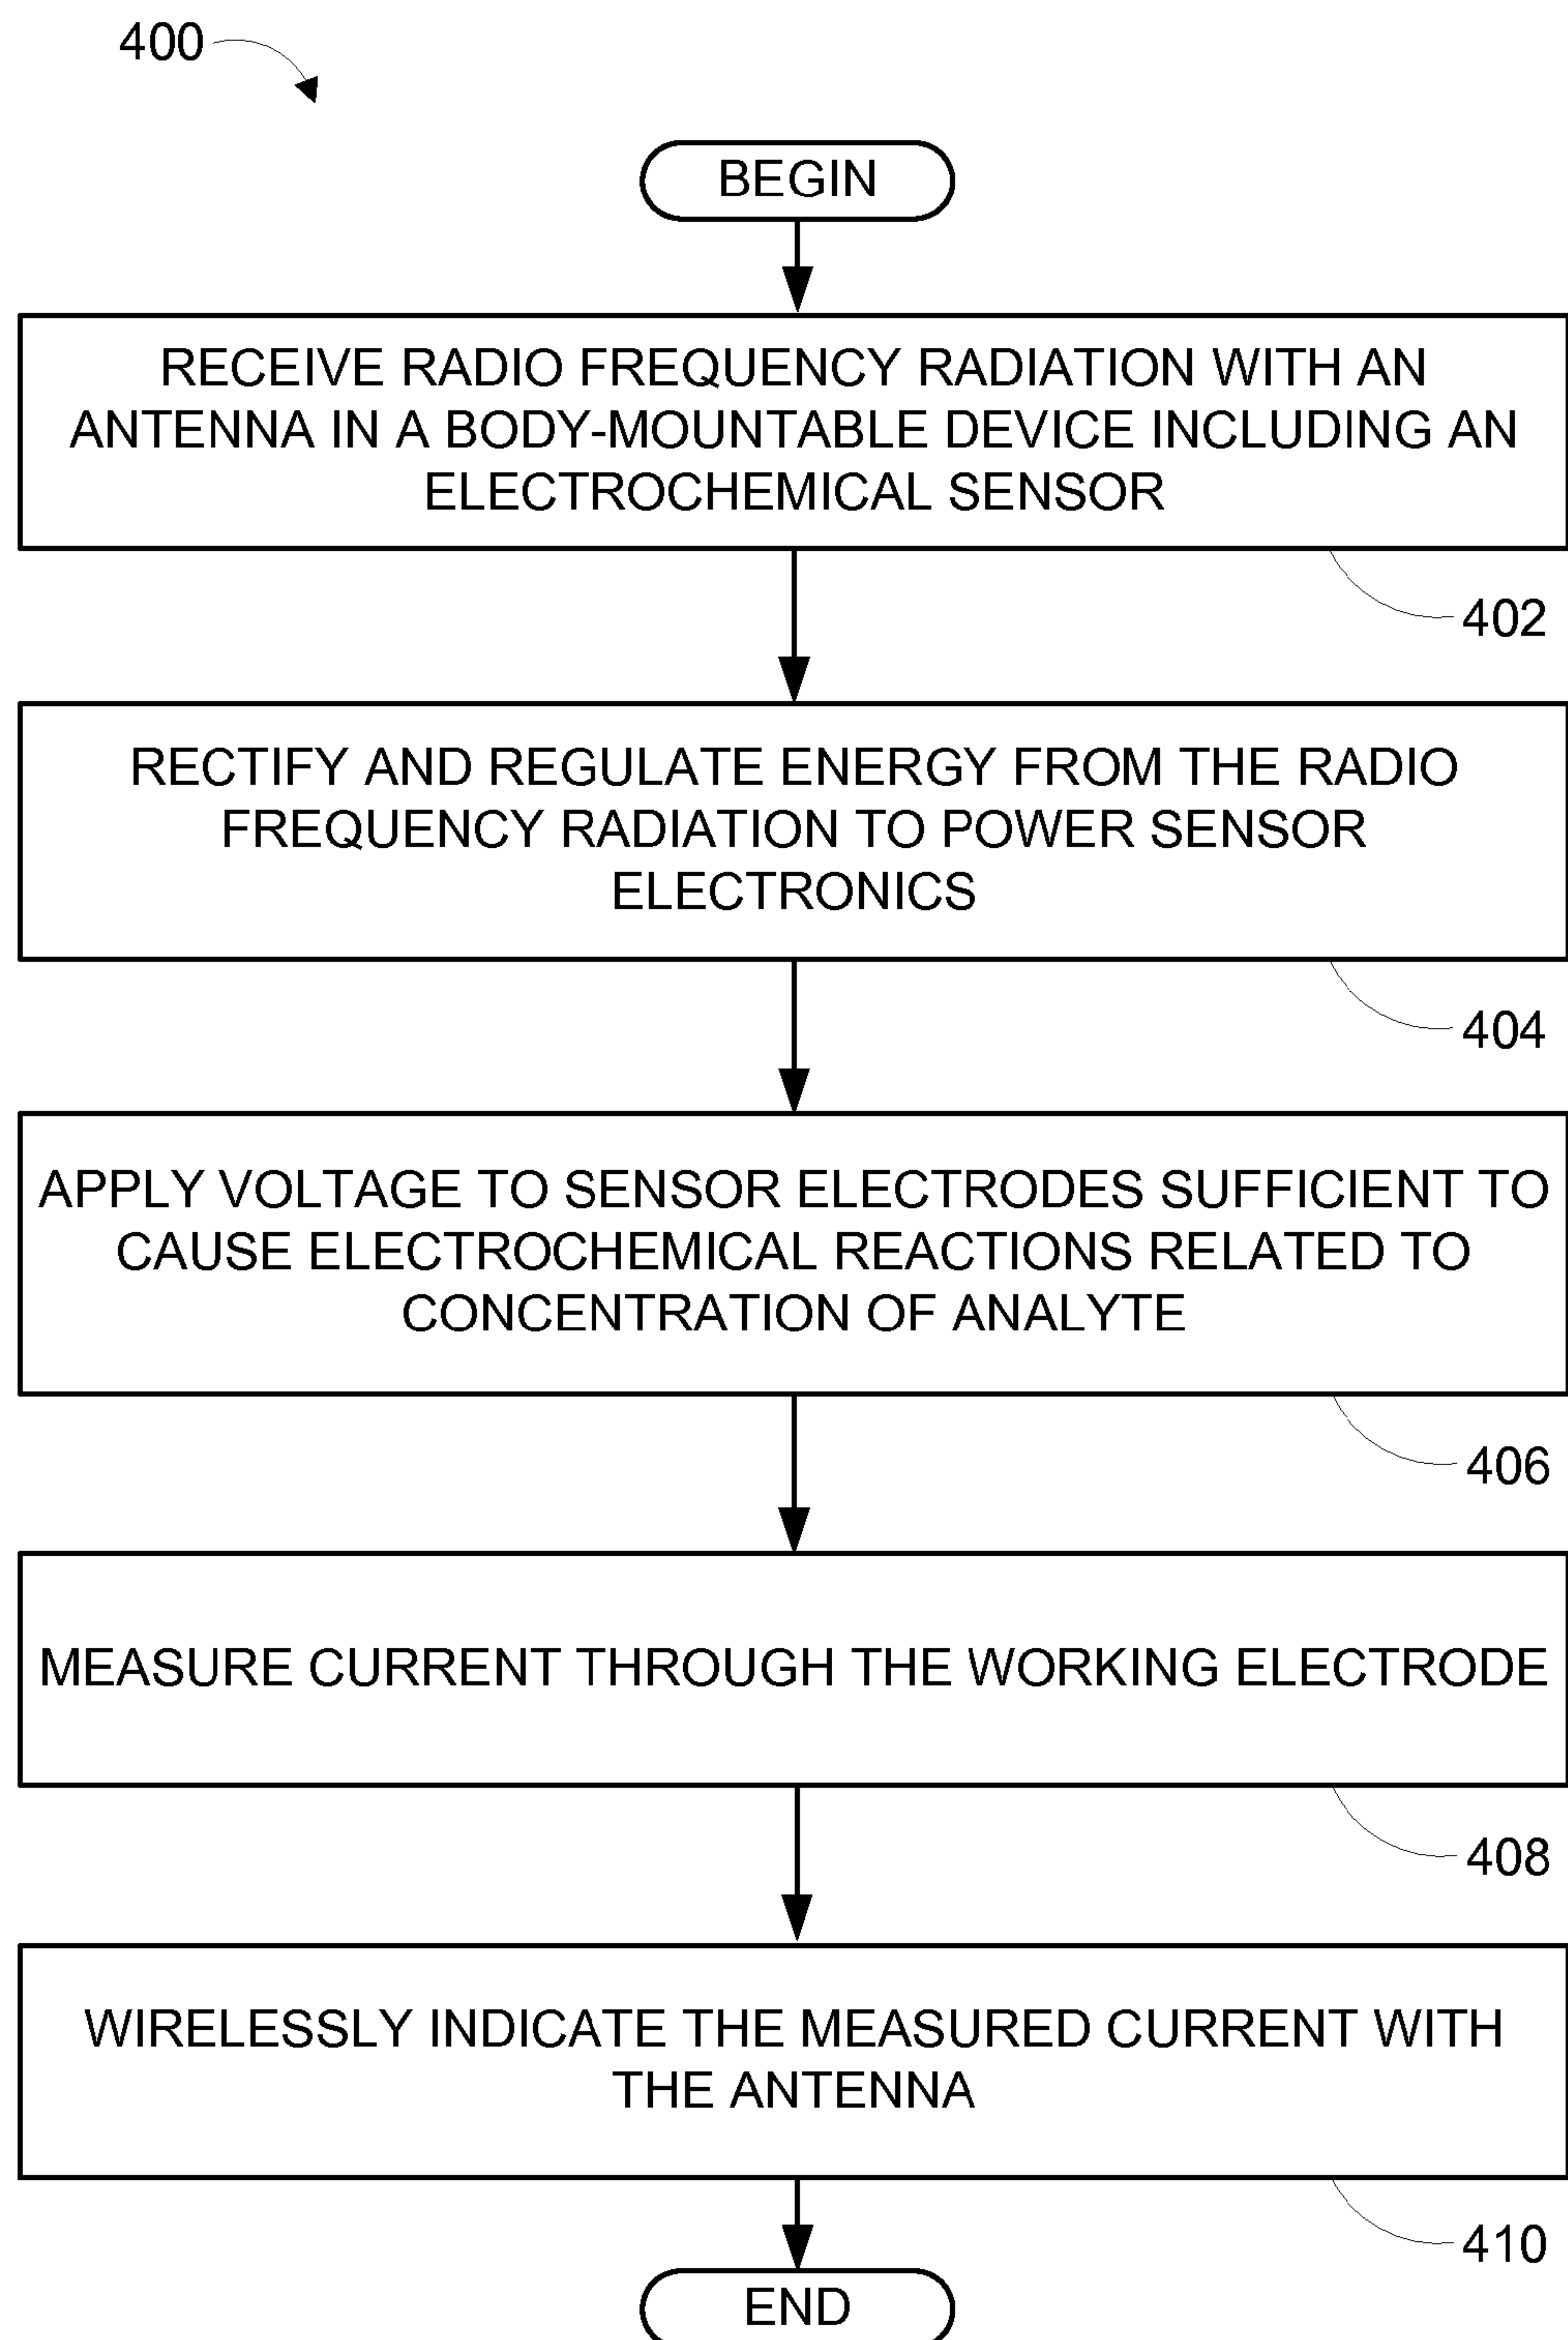 400
BEGIN
RECEIVE RADIO FREQUENCY RADIATION WITH AN
ANTENNA IN A BODY-MOUNTABLE DEVICE INCLUDING AN
ELECTROCHEMICAL SENSOR
402
RECTIFY AND REGULATE ENERGY FROM THE RADIO
FREQUENCY RADIATION TO POWER SENSOR
ELECTRONICS
404
APPLY VOLTAGE TO SENSOR ELECTRODES SUFFICIENT TO
CAUSE ELECTROCHEMICAL REACTIONS RELATED TO
CONCENTRATION OF ANALYTE
406
MEASURE CURRENT THROUGH THE WORKING ELECTRODE
408
WIRELESSLY INDICATE THE MEASURED CURRENT WITH
THE ANTENNA
410
END